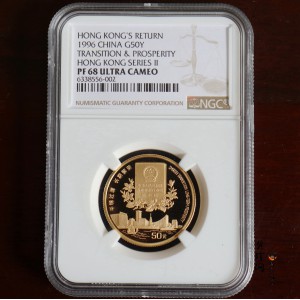 HONG KONG'S RETURN
1996 CHINA G50Y
TRANSITION & PROSPERITY
HONG KONG SERIES II
PF 68 ULTRA CAMEO
6338556-002
NUMISMATIC GUARANTY CORPORATION
NGC
50元